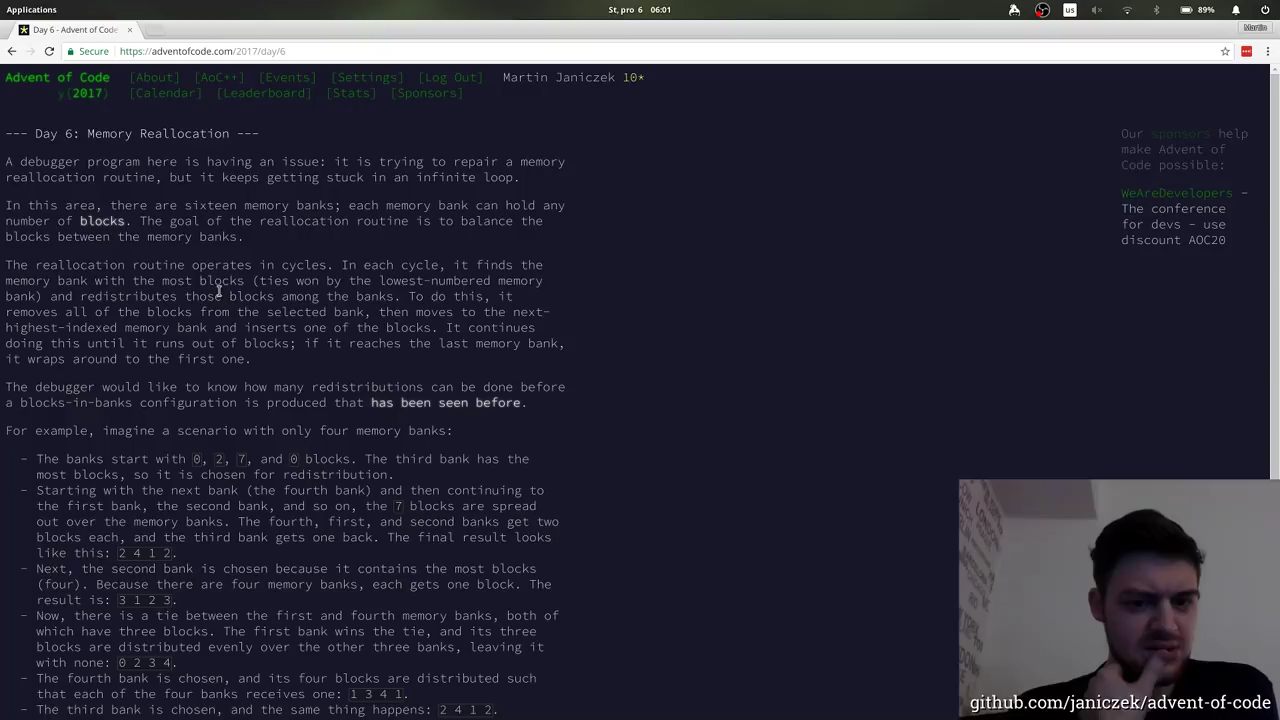 Applications
St, pro 6 06:01
us
89%
Day 6 - Advent of Code
Martin
Secure https://adventofcode.com/2017/day/6
Advent of Code [About] [AoC++] [Events] [Settings] [Log Out] Martin Janiczek 10*
y(2017) [Calendar] [Leaderboard] [Stats] [Sponsors]
--- Day 6: Memory Reallocation ---
A debugger program here is having an issue: it is trying to repair a memory
reallocation routine, but it keeps getting stuck in an infinite loop.
In this area, there are sixteen memory banks; each memory bank can hold any
number of blocks. The goal of the reallocation routine is to balance the
blocks between the memory banks.
The reallocation routine operates in cycles. In each cycle, it finds the
memory bank with the most blocks (ties won by the lowest-numbered memory
bank) and redistributes those blocks among the banks. To do this, it
removes all of the blocks from the selected bank, then moves to the next-
highest-indexed memory bank and inserts one of the blocks. It continues
doing this until it runs out of blocks; if it reaches the last memory bank,
it wraps around to the first one.
The debugger would like to know how many redistributions can be done before
a blocks-in-banks configuration is produced that has been seen before.
For example, imagine a scenario with only four memory banks:
- The banks start with 0, 2, 7, and 0 blocks. The third bank has the
most blocks, so it is chosen for redistribution.
- Starting with the next bank (the fourth bank) and then continuing to
the first bank, the second bank, and so on, the 7 blocks are spread
out over the memory banks. The fourth, first, and second banks get two
blocks each, and the third bank gets one back. The final result looks
like this: 2 4 1 2.
- Next, the second bank is chosen because it contains the most blocks
(four). Because there are four memory banks, each gets one block. The
result is: 3 1 2 3.
- Now, there is a tie between the first and fourth memory banks, both of
which have three blocks. The first bank wins the tie, and its three
blocks are distributed evenly over the other three banks, leaving it
with none: 0 2 3 4.
- The fourth bank is chosen, and its four blocks are distributed such
that each of the four banks receives one: 1 3 4 1.
- The third bank is chosen, and the same thing happens: 2 4 1 2.
Our sponsors help
make Advent of
Code possible:
WeAreDevelopers -
The conference
for devs - use
discount AOC20
github.com/janiczek/advent-of-code